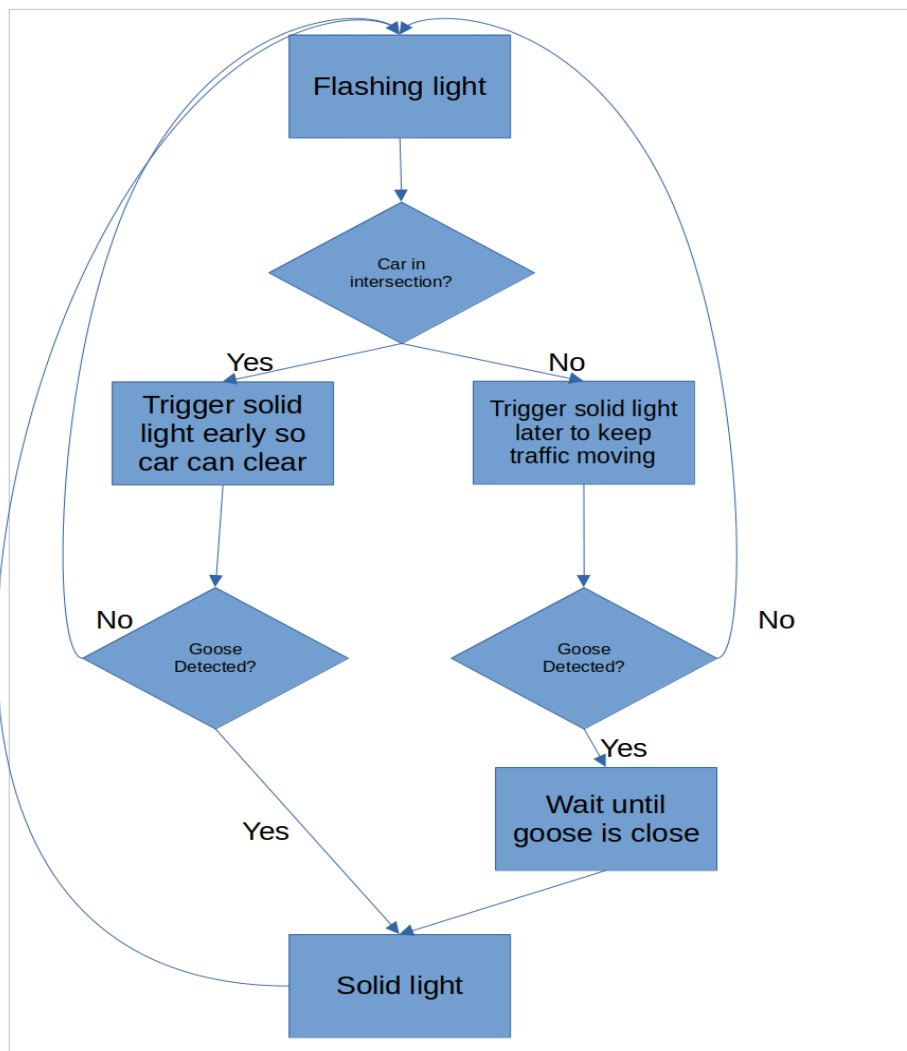 Flashing light
Car in
intersection?
Yes
No
Trigger solid
light early so
car can clear
Trigger solid light
later to keep
traffic moving
No
No
Goose
Detected?
Goose
Detected?
Yes
Wait until
goose is close
Yes
Solid light